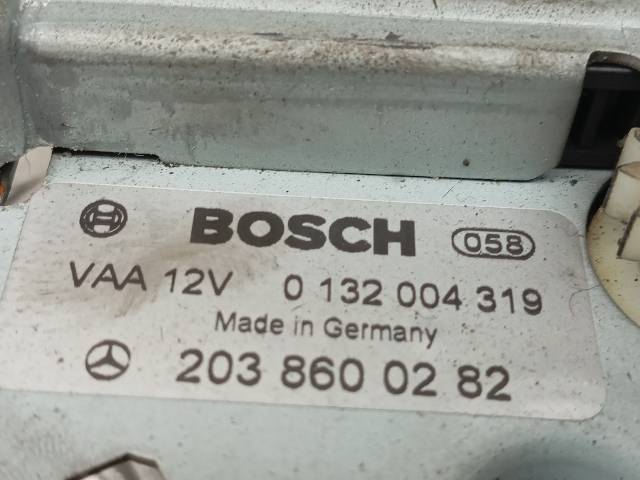 BOSCH 058
VAA 12V 0 132 004 319
Made in Germany
203 860 02 82